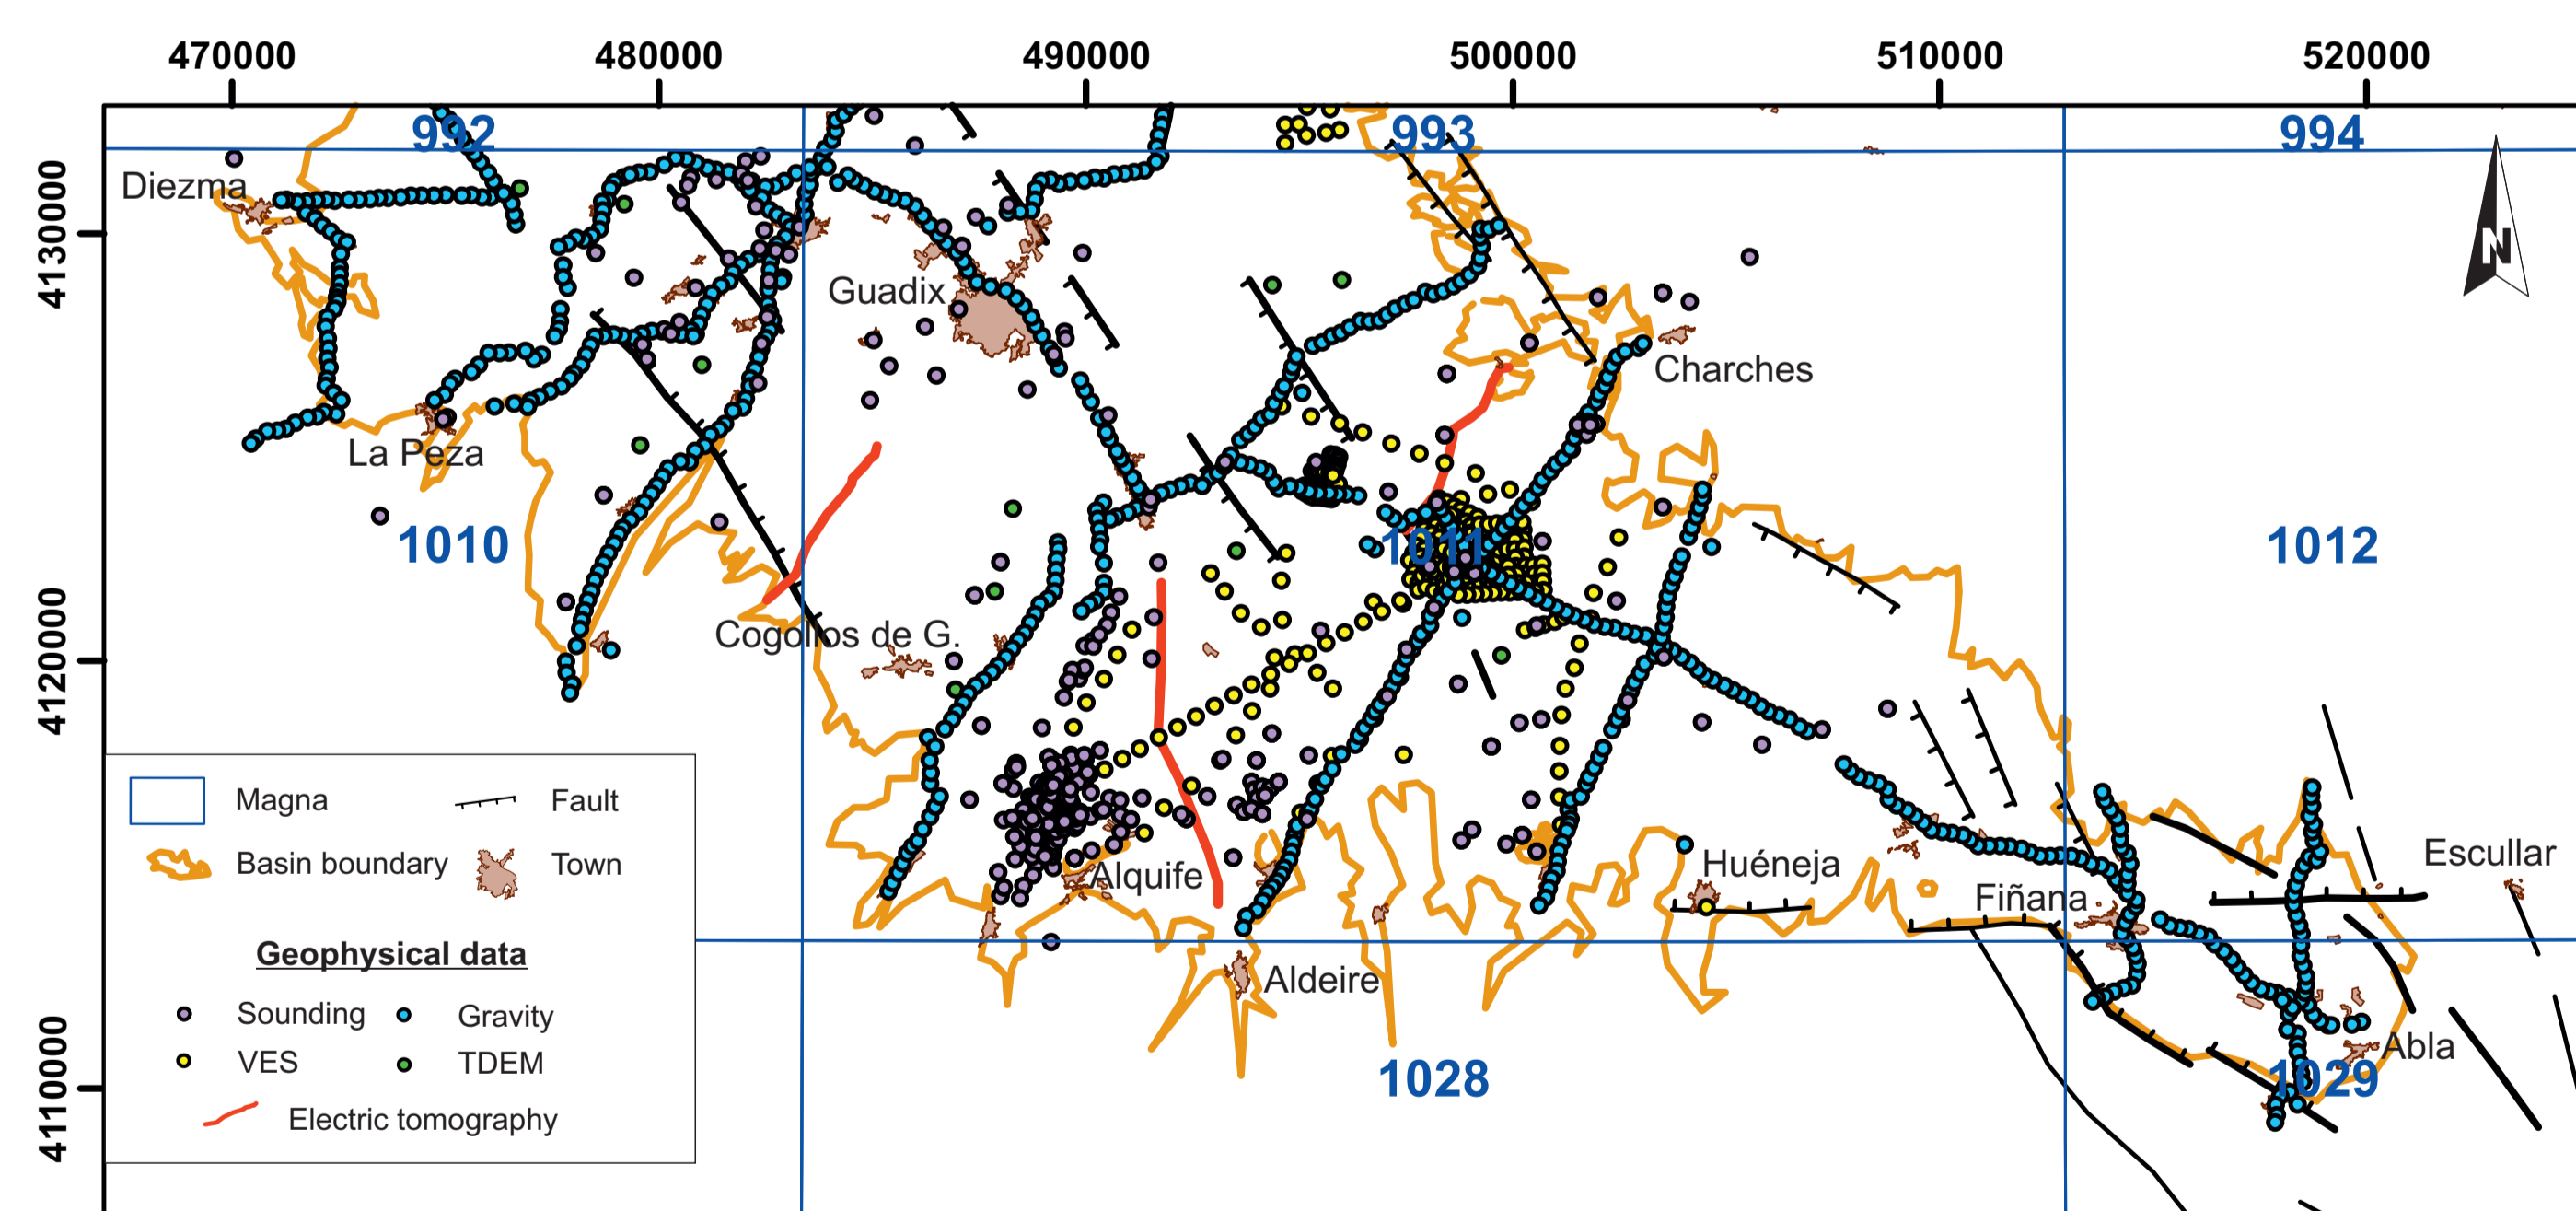 470000 480000 490000 500000 510000 520000
992 993 994
4130000
Diezma
Guadix
Charches
La Peza
1010 1011 1012
4120000
Cogollos de G.
Alquife
Huéneja
Fiñana
Escullar
Aldeire
Abla
1028 1029
4110000
N
Magna Fault
Basin boundary Town
Geophysical data
Sounding Gravity
VES TDEM
Electric tomography